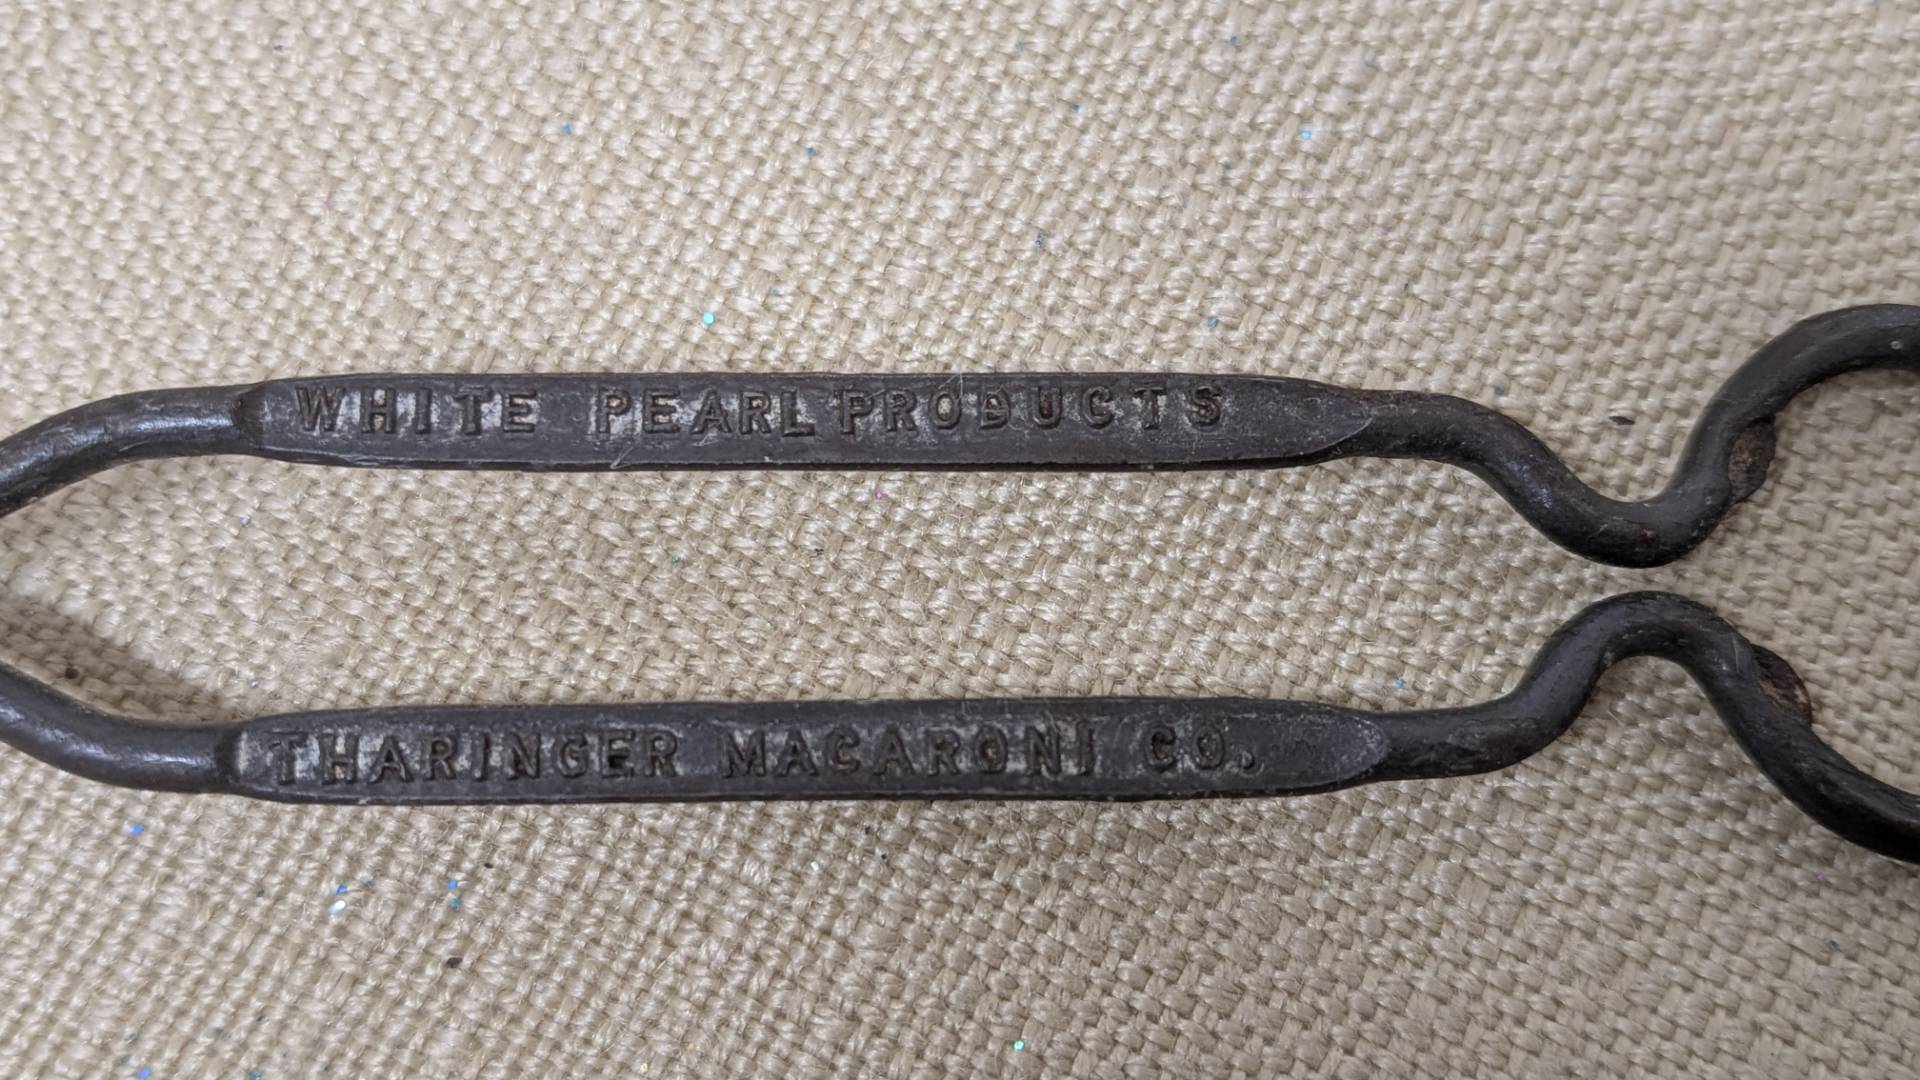 WHITE PEARL PRODUCTS
THARINGER MACARONI CO.